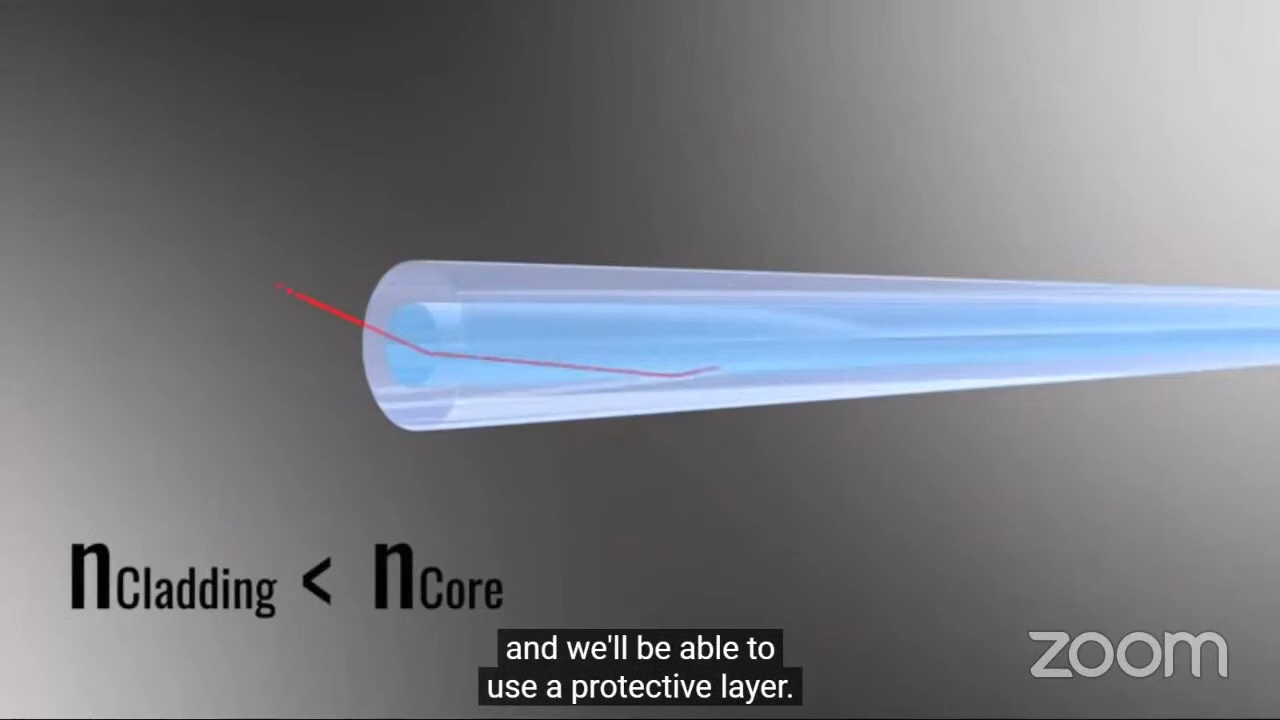 nCladding < nCore
and we'll be able to
use a protective layer.
zoom